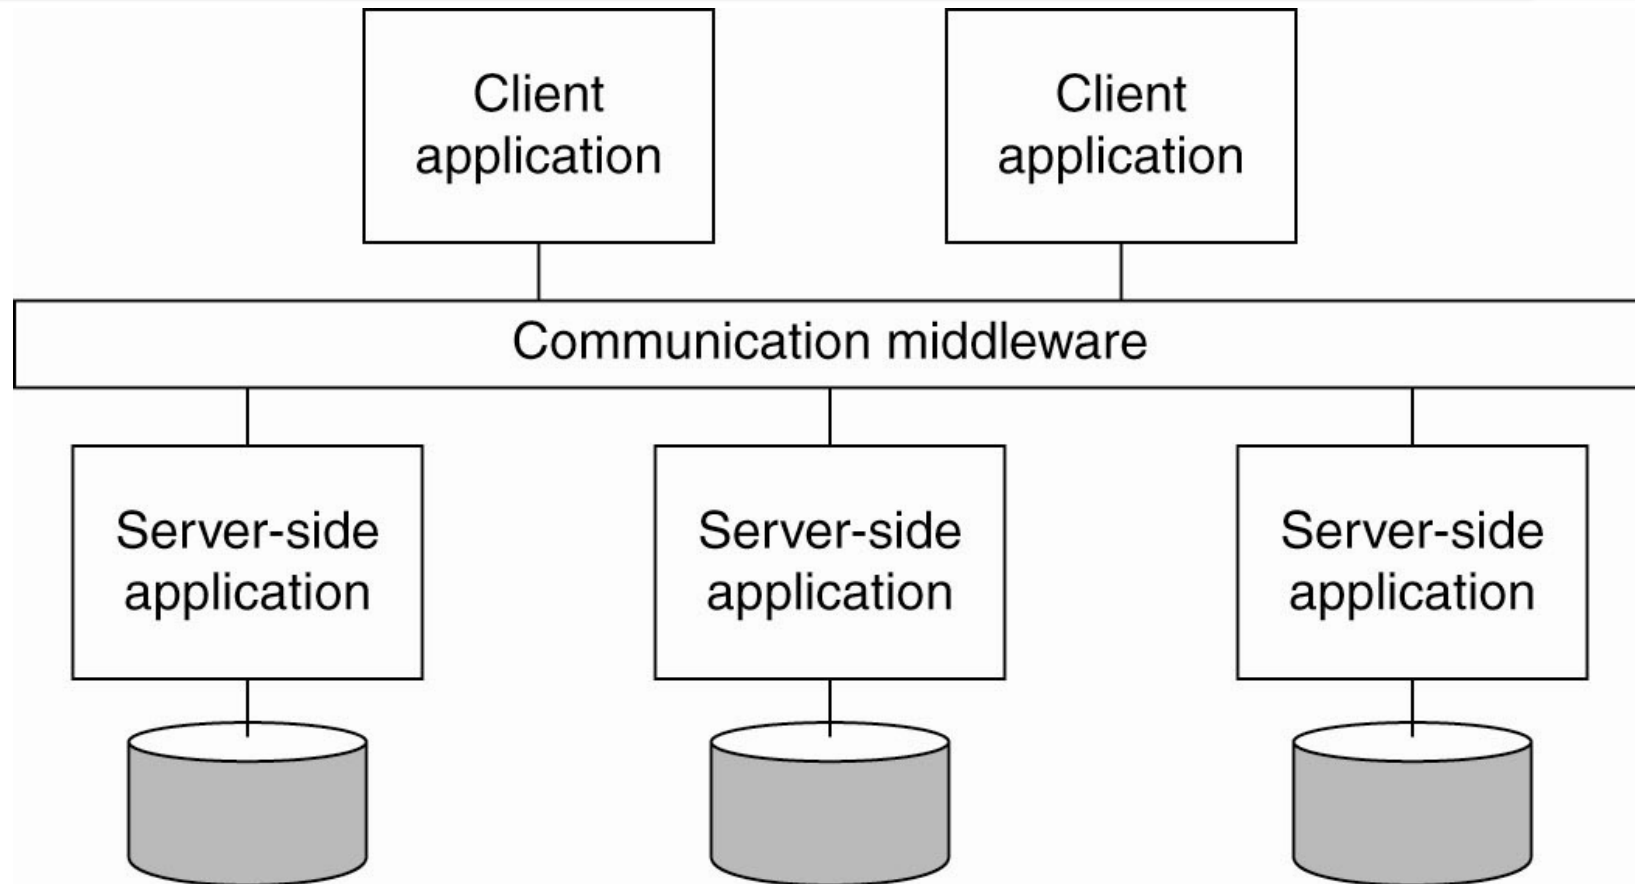 Client
application
Client
application
Communication middleware
Server-side
application
Server-side
application
Server-side
application